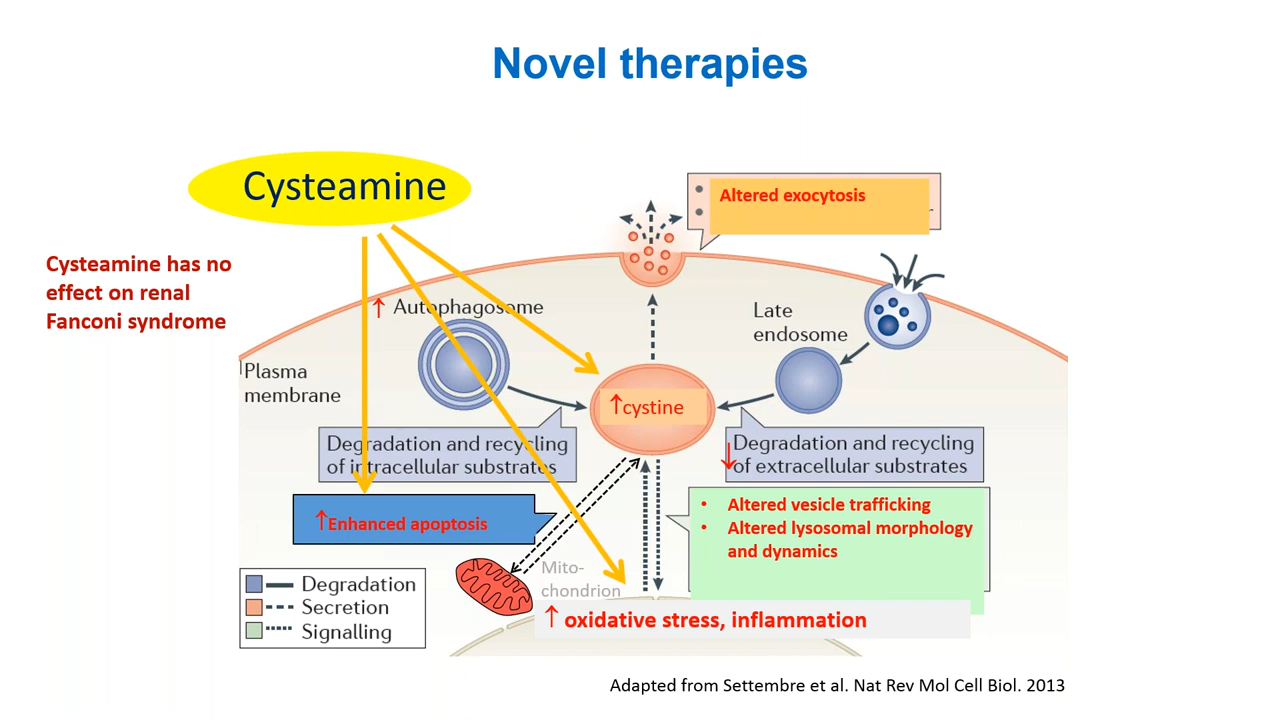 Novel therapies
Cysteamine
Altered exocytosis
Cysteamine has no
effect on renal
Fanconi syndrome
↑ Autophagosome
Late
endosome
Plasma
membrane
↑cystine
Degradation and recycling
of intracellular substrates
↓Degradation and recycling
of extracellular substrates
↑Enhanced apoptosis
• Altered vesicle trafficking
• Altered lysosomal morphology
and dynamics
Mito-
chondrion
↑ oxidative stress, inflammation
Degradation
Secretion
Signalling
Adapted from Settembre et al. Nat Rev Mol Cell Biol. 2013